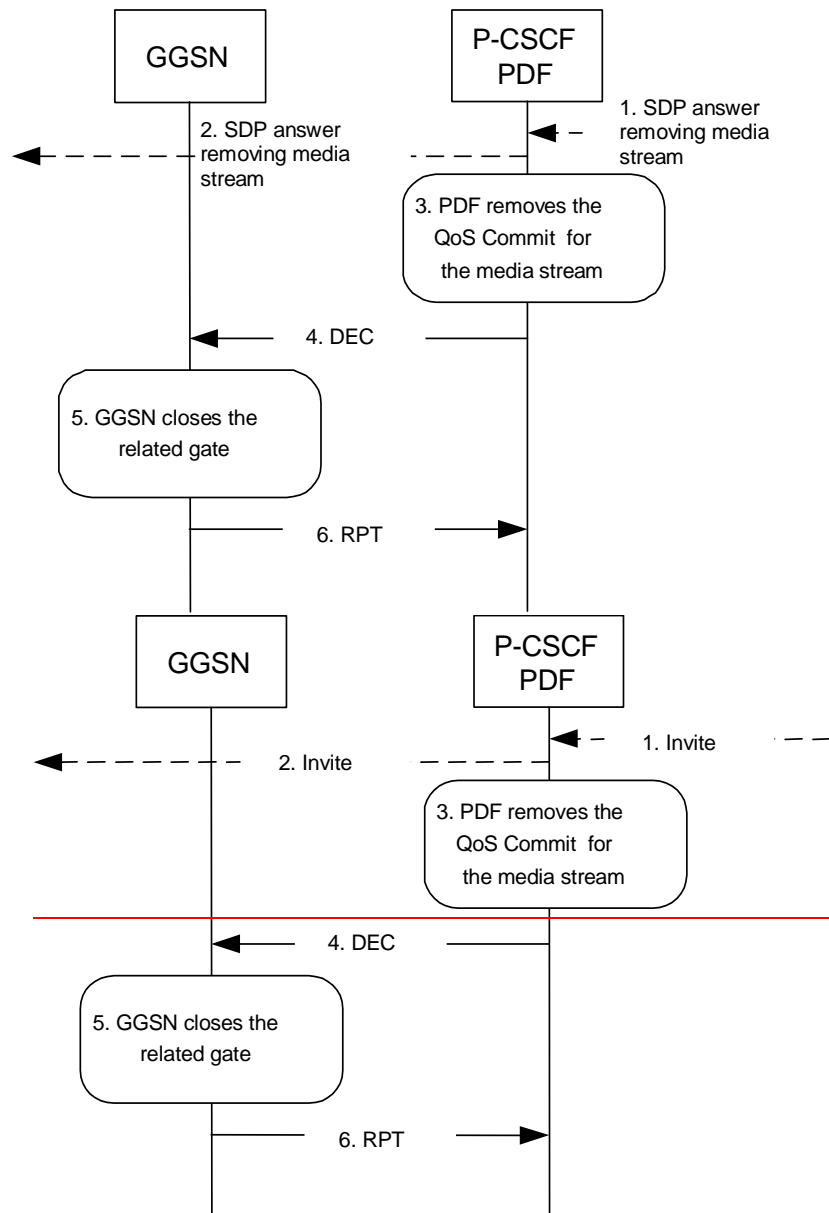 GGSN
P-CSCF
PDF
1. SDP answer
removing media
stream
2. SDP answer
removing media
stream
3. PDF removes the
QoS Commit for
the media stream
4. DEC
5. GGSN closes the
related gate
6. RPT
GGSN
P-CSCF
PDF
1. Invite
2. Invite
3. PDF removes the
QoS Commit for
the media stream
4. DEC
5. GGSN closes the
related gate
6. RPT